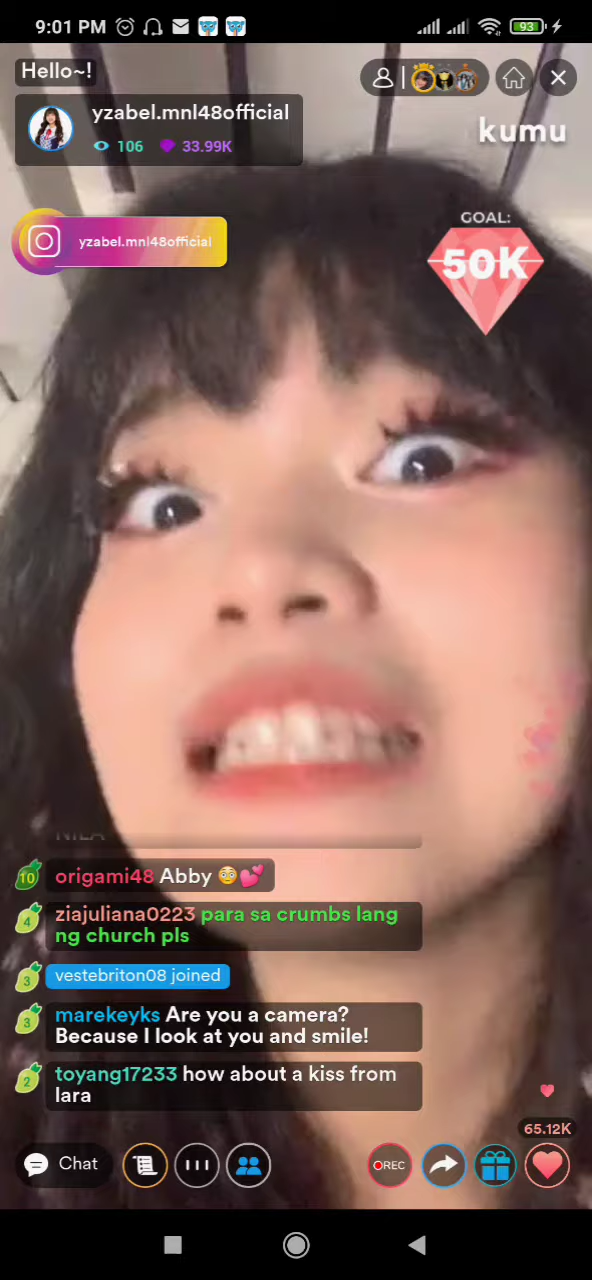 9:01 PM
93
Hello~!
yzabel.mnl48official
106
33.99K
kumu
yzabel.mnl48official
GOAL:
50K
10
origami48 Abby 😳💕
4
ziajuliana0223 para sa crumbs lang
ng church pls
3
vestebriton08 joined
3
marekeyks Are you a camera?
Because I look at you and smile!
2
toyang17233 how about a kiss from
lara
65.12K
Chat
REC